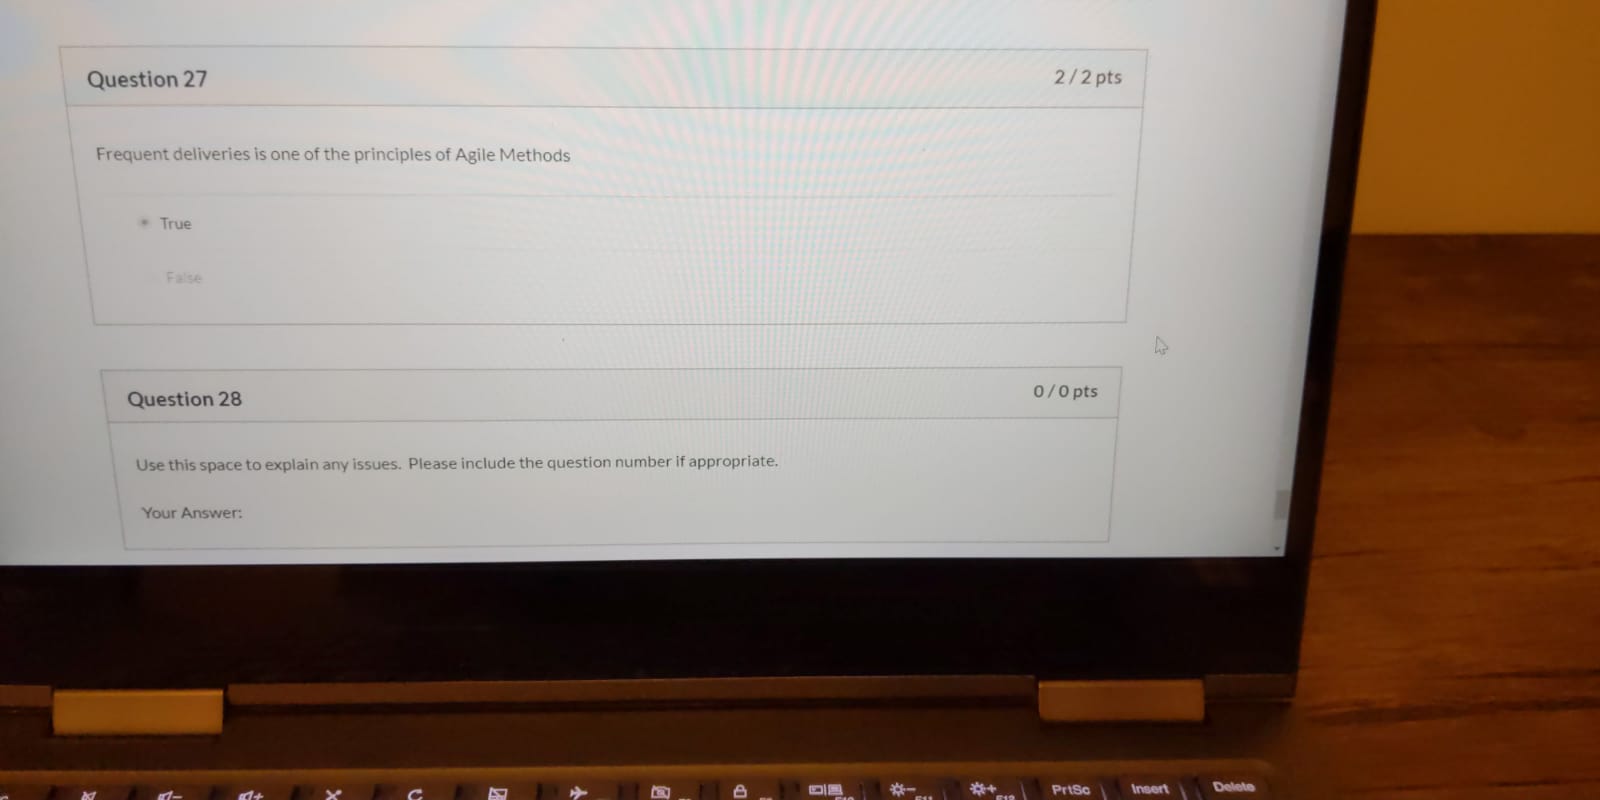 Question 27
2 / 2 pts
Frequent deliveries is one of the principles of Agile Methods
True
False
Question 28
0 / 0 pts
Use this space to explain any issues. Please include the question number if appropriate.
Your Answer:
F11
F12
PrtSc
Insert
Delete